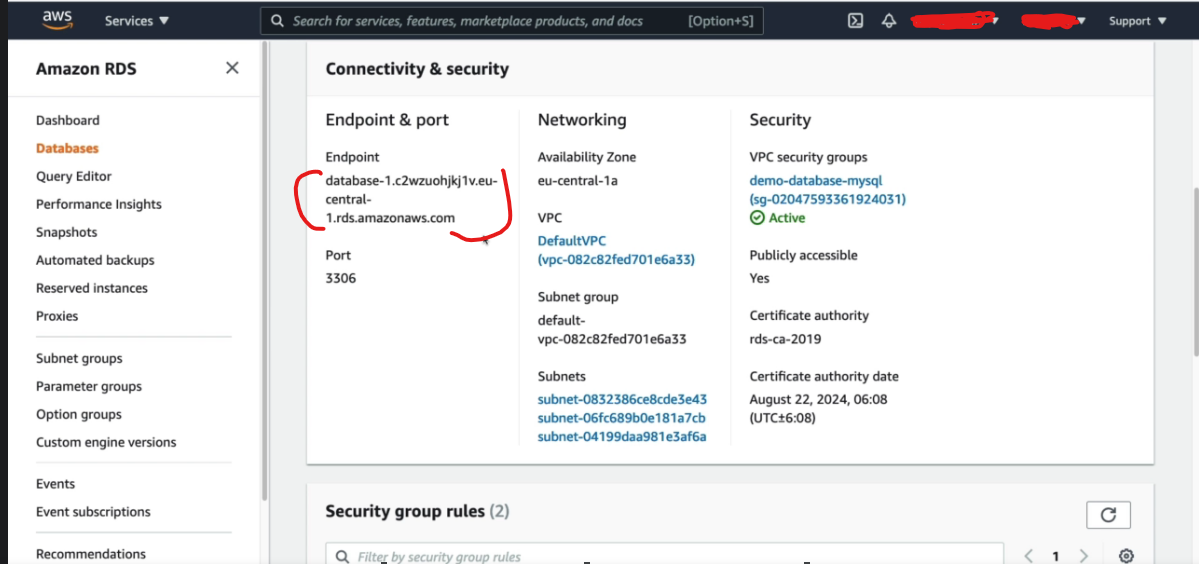 aws
Services ▼
Search for services, features, marketplace products, and docs [Option+S]
Support ▼
Amazon RDS
Dashboard
Databases
Query Editor
Performance Insights
Snapshots
Automated backups
Reserved instances
Proxies
Subnet groups
Parameter groups
Option groups
Custom engine versions
Events
Event subscriptions
Recommendations
Connectivity & security
Endpoint & port
Endpoint
database-1.c2wzuohjkj1v.eu-
central-
1.rds.amazonaws.com
Port
3306
Networking
Availability Zone
eu-central-1a
VPC
DefaultVPC
(vpc-082c82fed701e6a33)
Subnet group
default-
vpc-082c82fed701e6a33
Subnets
subnet-0832386ce8cde3e43
subnet-06fc689b0e181a7cb
subnet-04199daa981e3af6a
Security
VPC security groups
demo-database-mysql
(sg-02047593361924031)
Active
Publicly accessible
Yes
Certificate authority
rds-ca-2019
Certificate authority date
August 22, 2024, 06:08
(UTC±6:08)
Security group rules (2)
Filter by security group rules
1